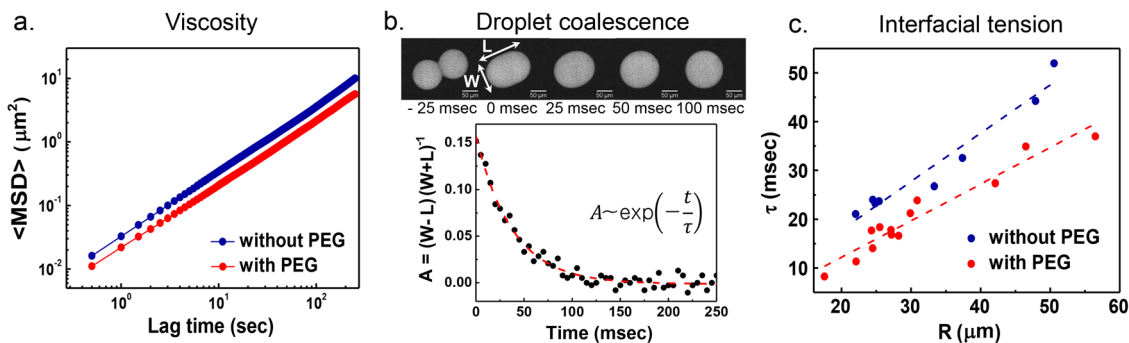 a. Viscosity
<MSD> (μm²)
10¹
10⁰
10⁻¹
10⁻²
without PEG
with PEG
10⁰ 10¹ 10²
Lag time (sec)
b. Droplet coalescence
L
W
50 μm 50 μm 50 μm 50 μm 50 μm
- 25 msec 0 msec 25 msec 50 msec 100 msec
A = (W - L) (W+L)⁻¹
0.15
0.10
0.05
0.00
A~exp(-t/τ)
0 50 100 150 200 250
Time (msec)
c. Interfacial tension
τ (msec)
50
40
30
20
10
without PEG
with PEG
20 30 40 50 60
R (μm)